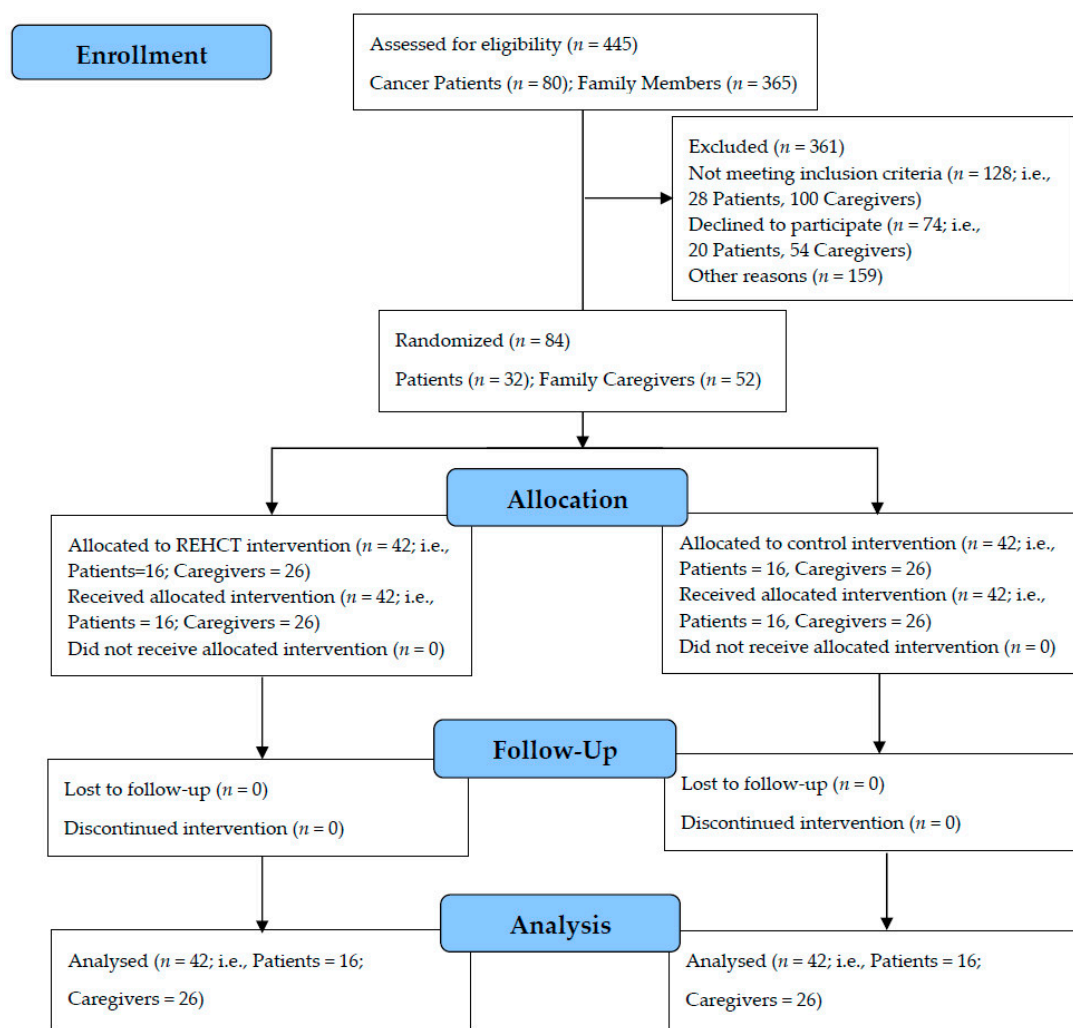 Enrollment
Assessed for eligibility (n = 445)
Cancer Patients (n = 80); Family Members (n = 365)
Excluded (n = 361)
Not meeting inclusion criteria (n = 128; i.e.,
28 Patients, 100 Caregivers)
Declined to participate (n = 74; i.e.,
20 Patients, 54 Caregivers)
Other reasons (n = 159)
Randomized (n = 84)
Patients (n = 32); Family Caregivers (n = 52)
Allocation
Allocated to REHCT intervention (n = 42; i.e.,
Patients=16; Caregivers = 26)
Received allocated intervention (n = 42; i.e.,
Patients = 16; Caregivers = 26)
Did not receive allocated intervention (n = 0)
Allocated to control intervention (n = 42; i.e.,
Patients = 16, Caregivers = 26)
Received allocated intervention (n = 42; i.e.,
Patients = 16, Caregivers = 26)
Did not receive allocated intervention (n = 0)
Follow-Up
Lost to follow-up (n = 0)
Discontinued intervention (n = 0)
Lost to follow-up (n = 0)
Discontinued intervention (n = 0)
Analysis
Analysed (n = 42; i.e., Patients = 16;
Caregivers = 26)
Analysed (n = 42; i.e., Patients = 16;
Caregivers = 26)